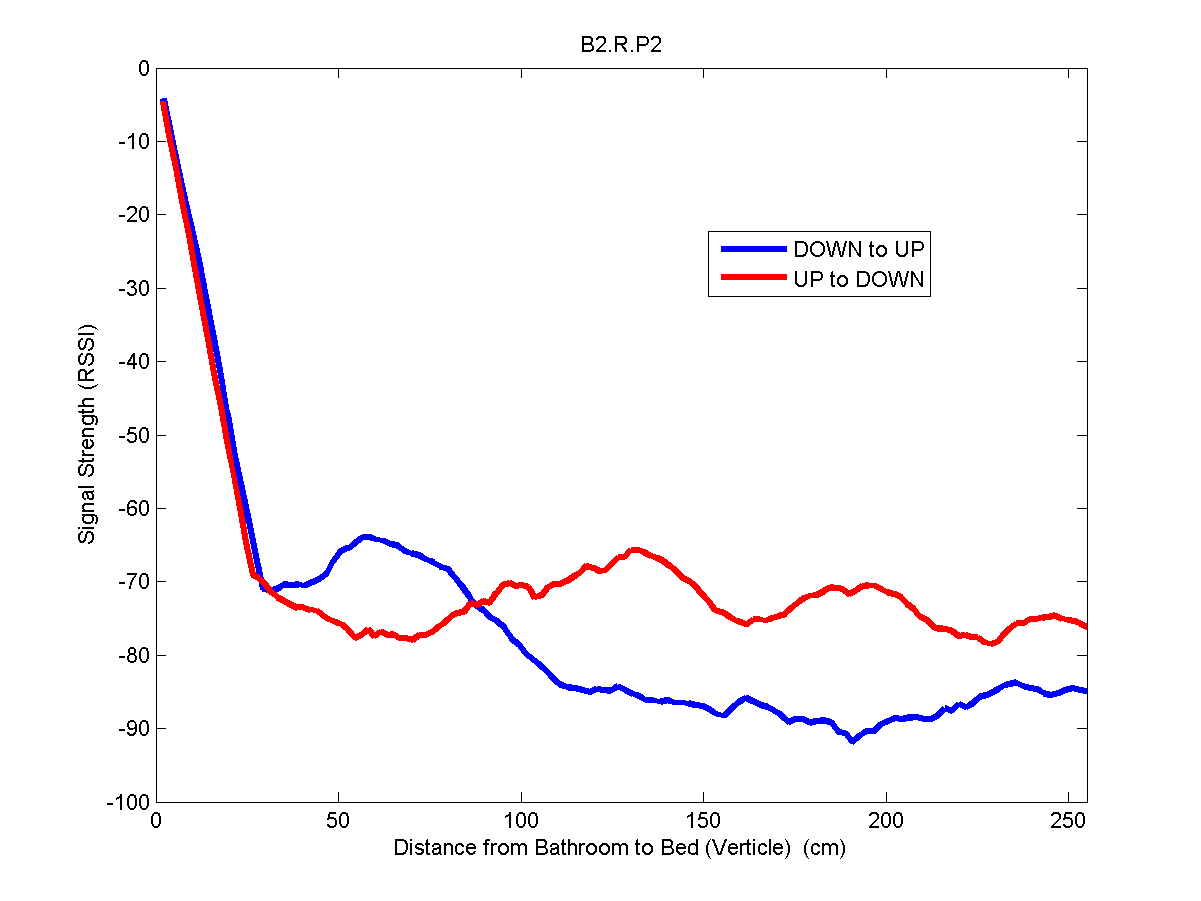 B2.R.P2
0
-10
-20
-30
-40
-50
-60
-70
-80
-90
-100
Signal Strength (RSSI)
DOWN to UP
UP to DOWN
0 50 100 150 200 250
Distance from Bathroom to Bed (Verticle) (cm)